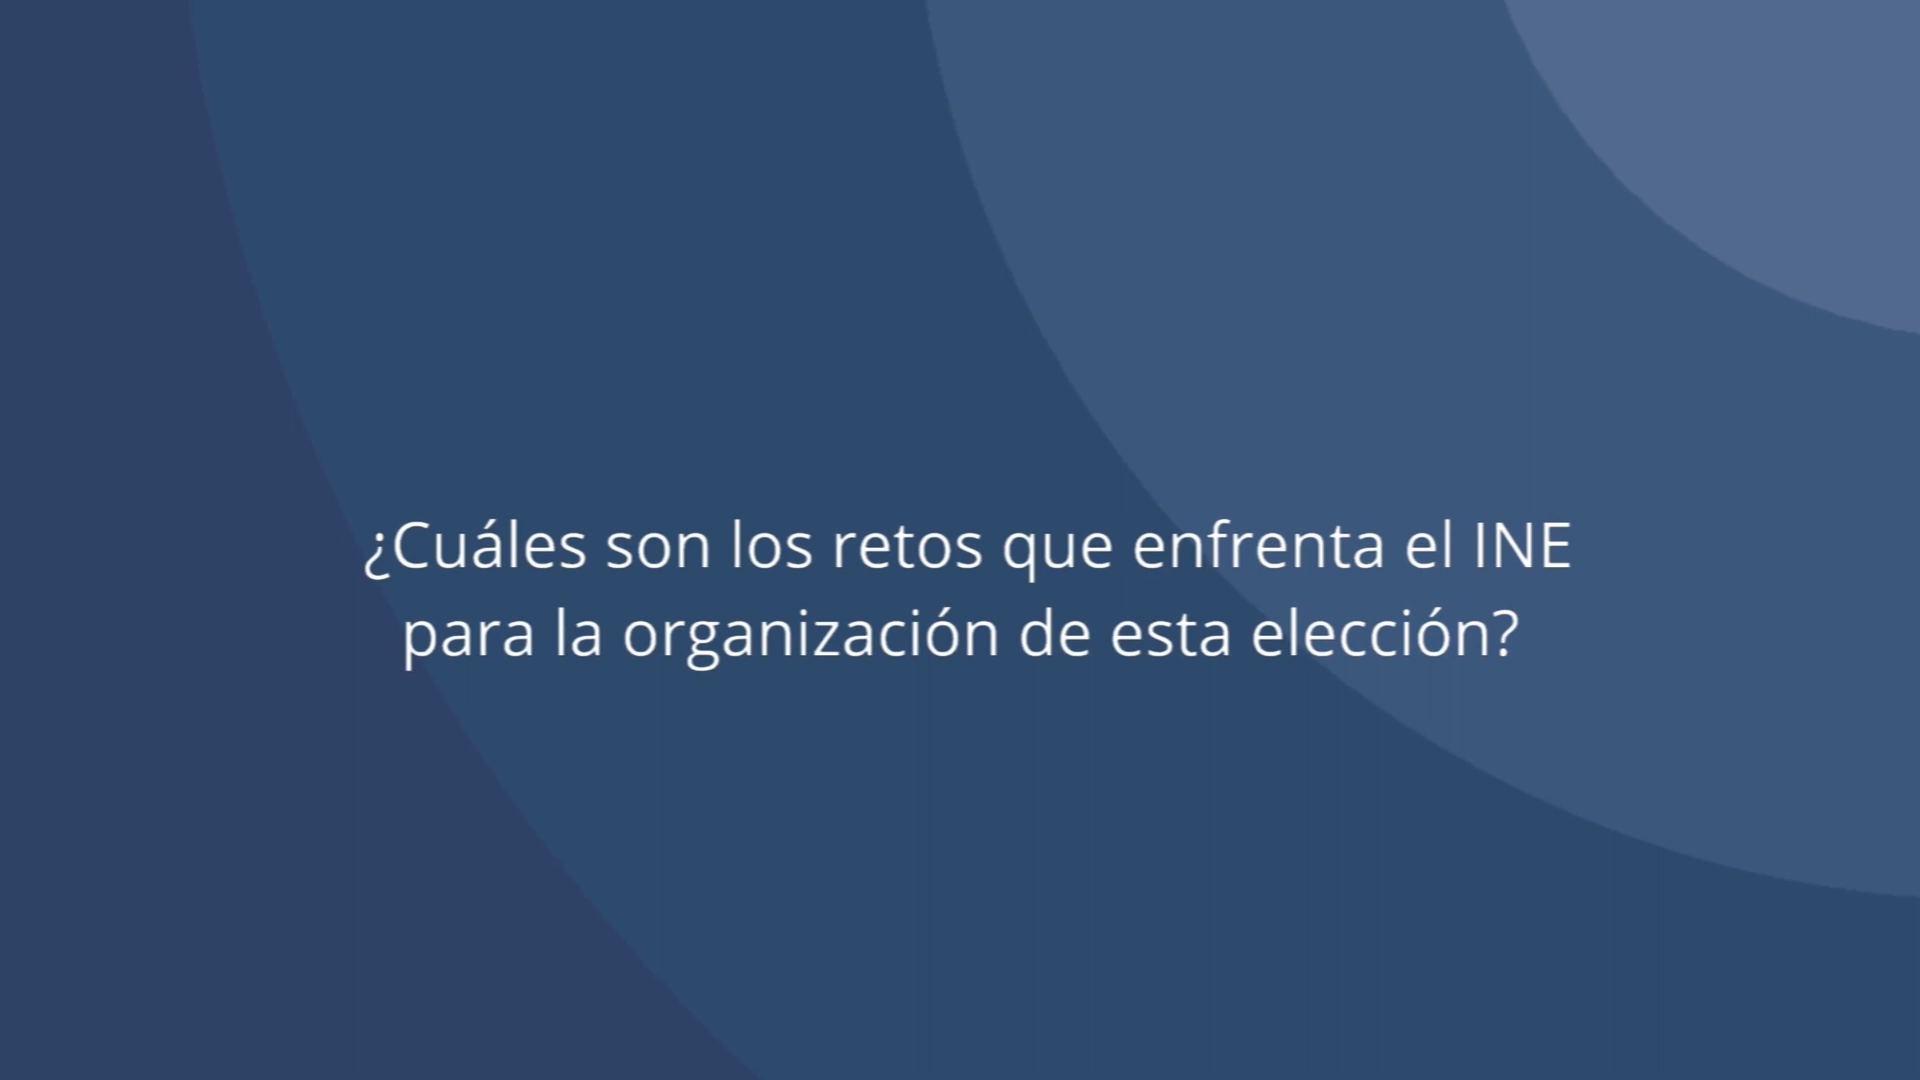 ¿Cuáles son los retos que enfrenta el INE
para la organización de esta elección?